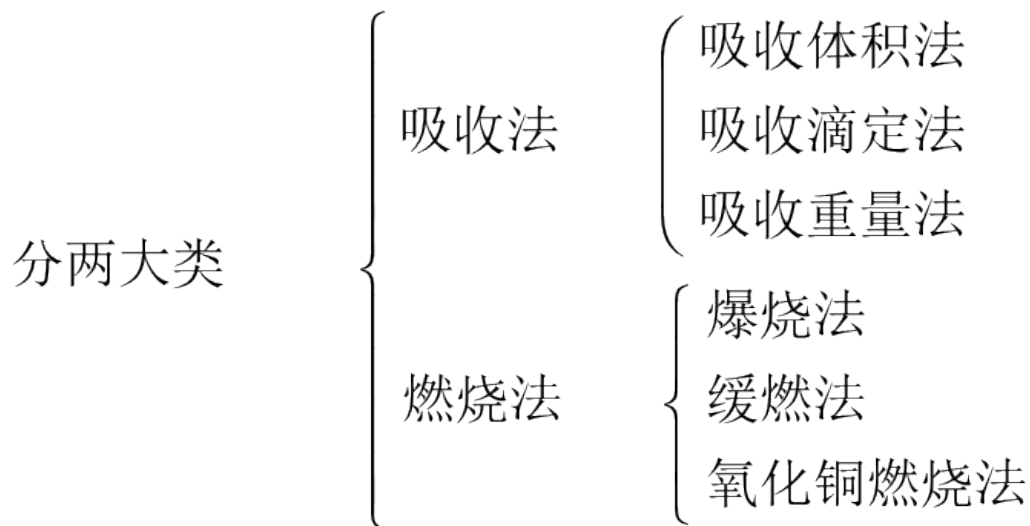 分两大类
吸收法
吸收体积法
吸收滴定法
吸收重量法
燃烧法
爆烧法
缓燃法
氧化铜燃烧法